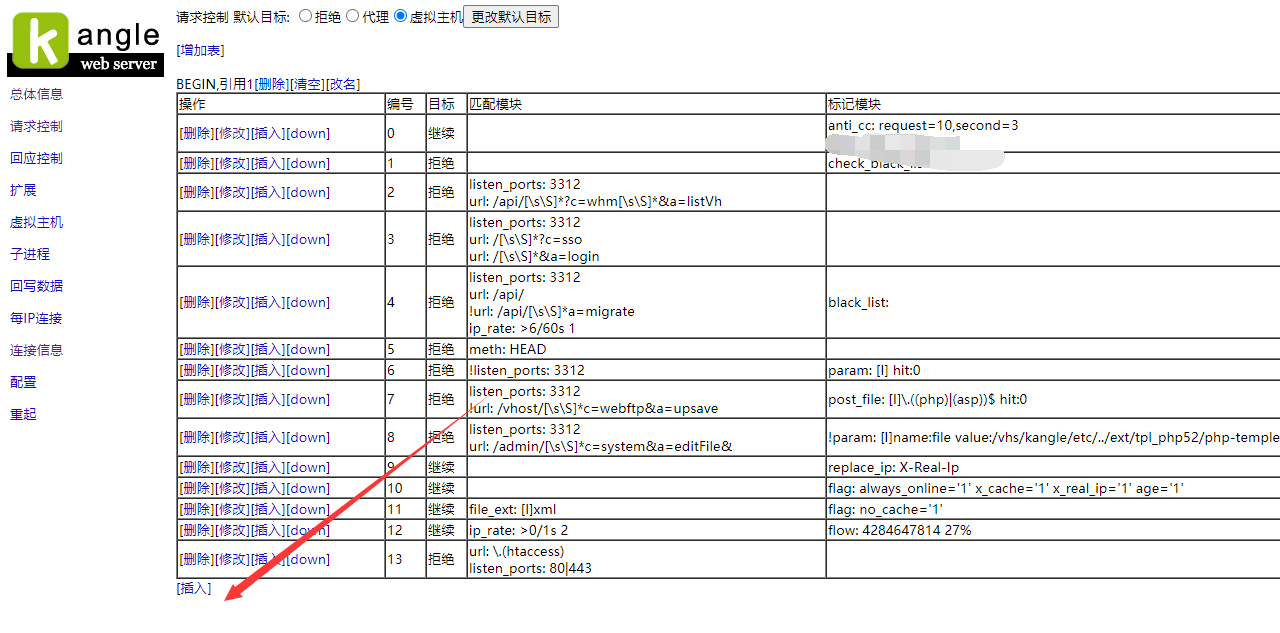 k angle
web server
总体信息
请求控制
回应控制
扩展
虚拟主机
子进程
回写数据
每IP连接
连接信息
配置
重起
请求控制 默认目标: 拒绝 代理 虚拟主机 更改默认目标
[增加表]
BEGIN,引用1[删除][清空][改名]
操作 编号 目标 匹配模块 标记模块
[删除][修改][插入][down] 0 继续 anti_cc: request=10,second=3
[删除][修改][插入][down] 1 拒绝
[删除][修改][插入][down] 2 拒绝 listen_ports: 3312
url: /api/[\s\S]*?c=whm[\s\S]*&a=listVh
[删除][修改][插入][down] 3 拒绝 listen_ports: 3312
url: /[\s\S]*?c=sso
url: /[\s\S]*&a=login
[删除][修改][插入][down] 4 拒绝 listen_ports: 3312
url: /api/
!url: /api/[\s\S]*a=migrate
ip_rate: >6/60s 1
black_list:
[删除][修改][插入][down] 5 拒绝 meth: HEAD
[删除][修改][插入][down] 6 拒绝 !listen_ports: 3312 param: [I] hit:0
[删除][修改][插入][down] 7 拒绝 listen_ports: 3312
!url: /vhost/[\s\S]*c=webftp&a=upsave
post_file: [I]\.((php)|(asp))$ hit:0
[删除][修改][插入][down] 8 拒绝 listen_ports: 3312
url: /admin/[\s\S]*c=system&a=editFile&
!param: [I]name:file value:/vhs/kangle/etc/../ext/tpl_php52/php-temple
[删除][修改][插入][down] 9 继续 replace_ip: X-Real-Ip
[删除][修改][插入][down] 10 继续 flag: always_online='1' x_cache='1' x_real_ip='1' age='1'
[删除][修改][插入][down] 11 继续 file_ext: [I]xml flag: no_cache='1'
[删除][修改][插入][down] 12 继续 ip_rate: >0/1s 2 flow: 4284647814 27%
[删除][修改][插入][down] 13 拒绝 url: \.(htaccess)
listen_ports: 80|443
[插入]